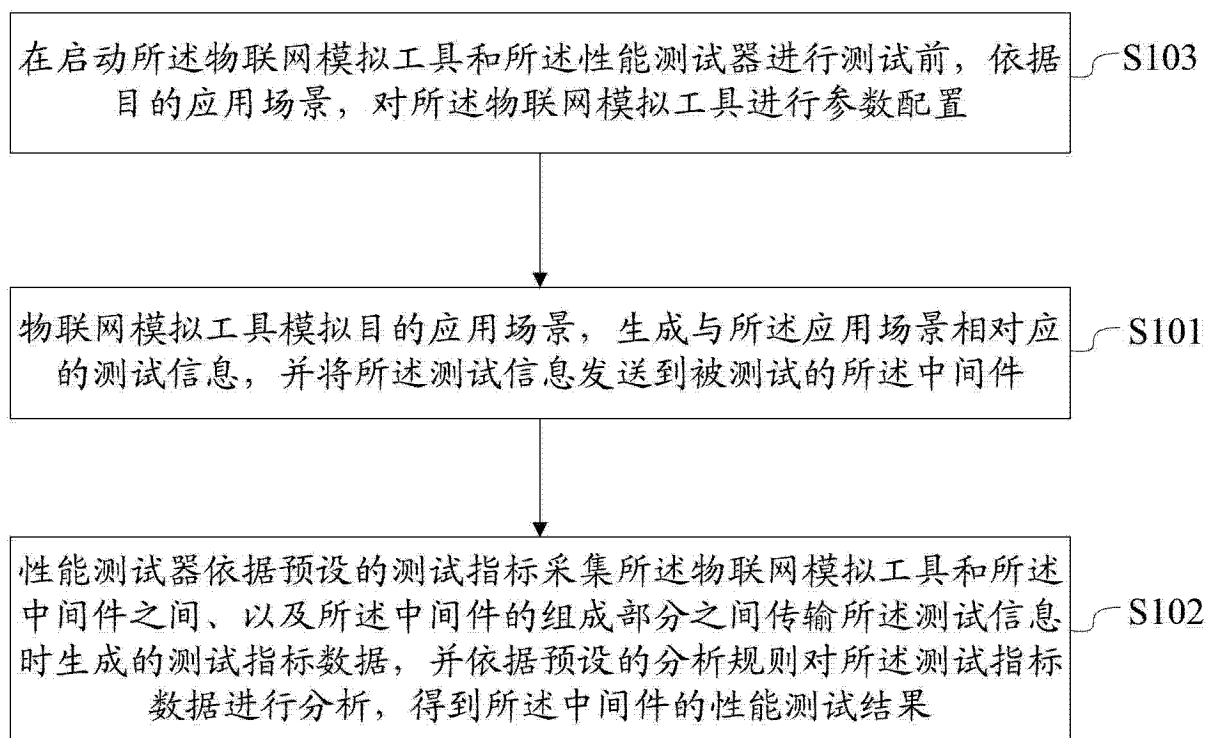 在启动所述物联网模拟工具和所述性能测试器进行测试前，依据
目的应用场景，对所述物联网模拟工具进行参数配置
S103
物联网模拟工具模拟目的应用场景，生成与所述应用场景相对应
的测试信息，并将所述测试信息发送到被测试的所述中间件
S101
性能测试器依据预设的测试指标采集所述物联网模拟工具和所述
中间件之间、以及所述中间件的组成部分之间传输所述测试信息
时生成的测试指标数据，并依据预设的分析规则对所述测试指标
数据进行分析，得到所述中间件的性能测试结果
S102